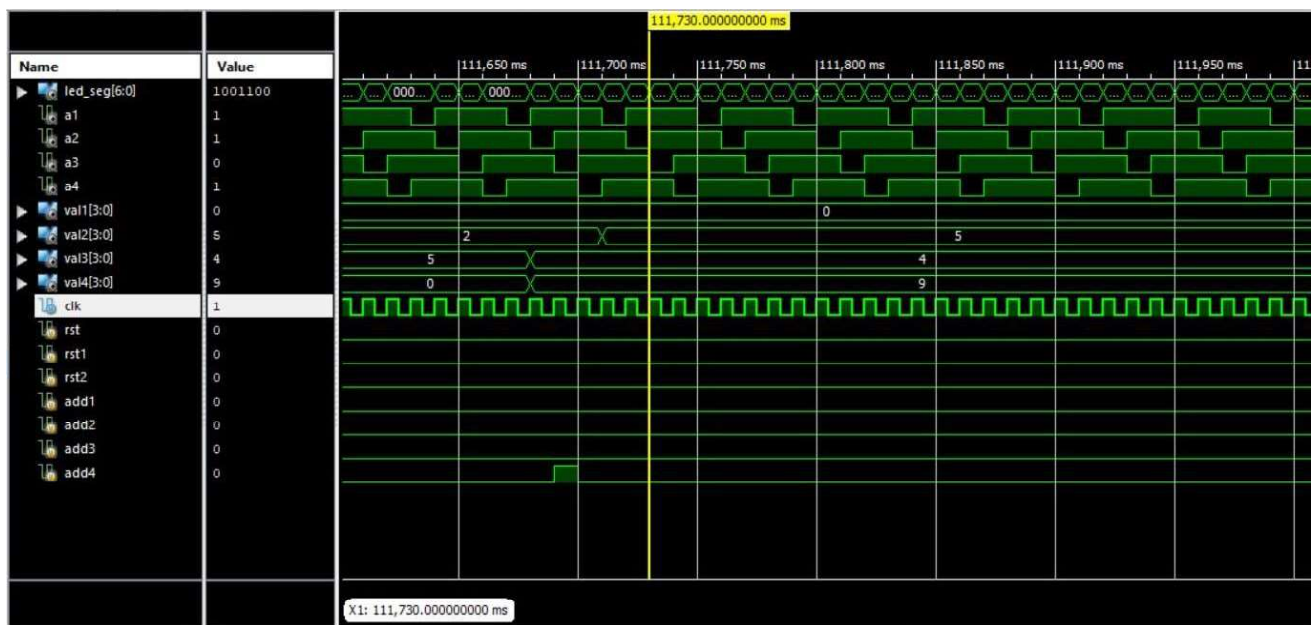 111,730.000000000 ms
Name Value
111,650 ms 111,700 ms 111,750 ms 111,800 ms 111,850 ms 111,900 ms 111,950 ms 11
led_seg[6:0] 1001100 ... ... 000... ... ... 000... ... ... ... ... ... ... ... ... ... ... ... ... ... ... ... ... ... ... ... ... ... ... ... ... ... ... ... ... ... ...
a1 1
a2 1
a3 0
a4 1
val1[3:0] 0 0
val2[3:0] 5 2 5
val3[3:0] 4 5 4
val4[3:0] 9 0 9
clk 1
rst 0
rst1 0
rst2 0
add1 0
add2 0
add3 0
add4 0
X1: 111,730.000000000 ms